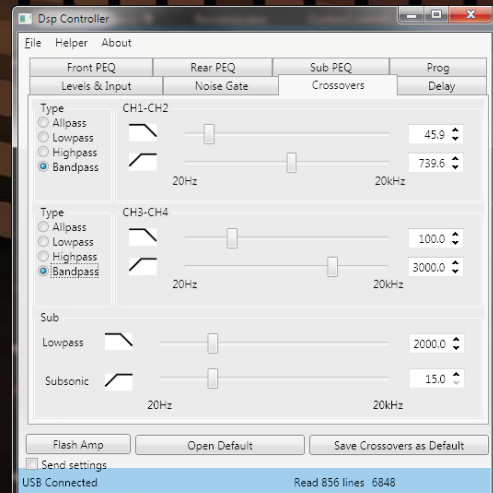 Dsp Controller
File Helper About
Front PEQ Rear PEQ Sub PEQ Prog
Levels & Input Noise Gate Crossovers Delay
Type CH1-CH2
Allpass
Lowpass 45.9
Highpass
Bandpass 739.6
20Hz 20kHz
Type CH3-CH4
Allpass
Lowpass 100.0
Highpass
Bandpass 3000.0
20Hz 20kHz
Sub
Lowpass 2000.0
Subsonic 15.0
20Hz 20kHz
Flash Amp Open Default Save Crossovers as Default
Send settings
USB Connected Read 856 lines 6848